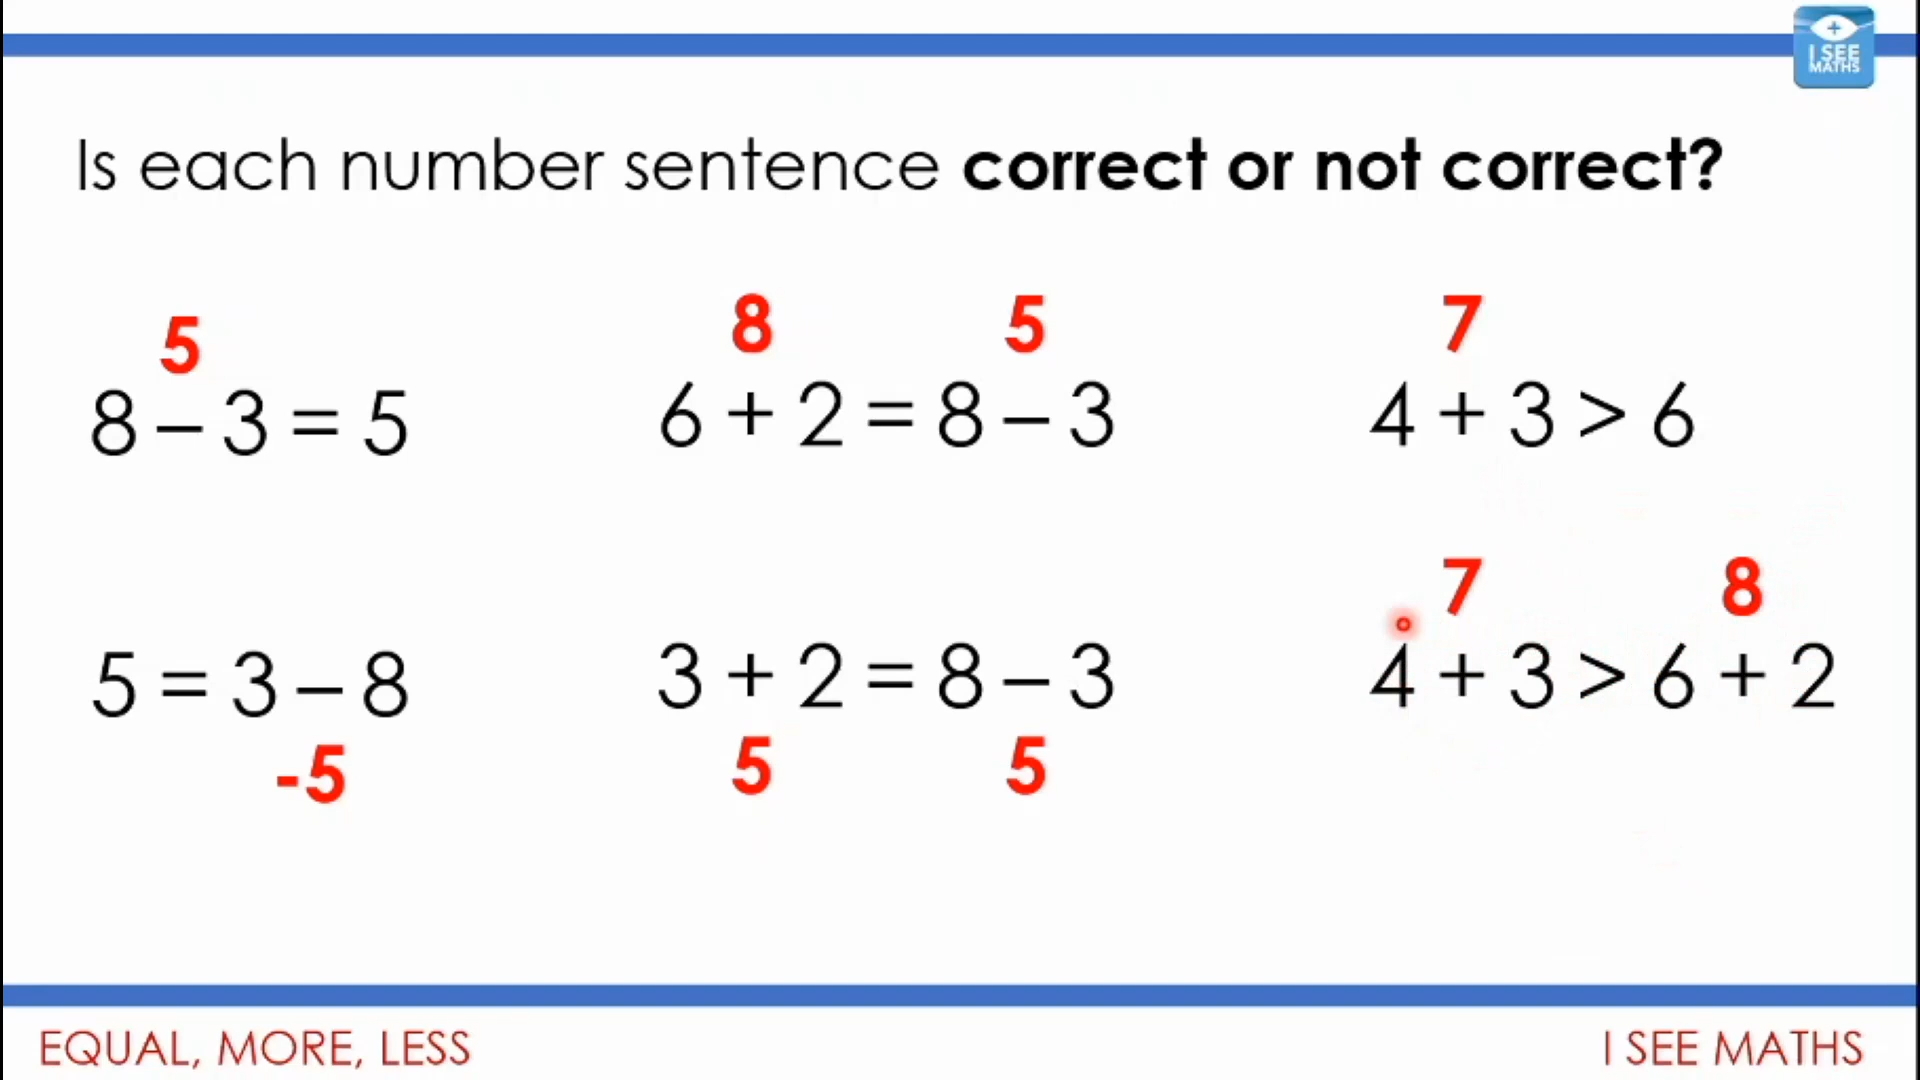 I SEE
MATHS
Is each number sentence correct or not correct?
5
8 – 3 = 5
8 5
6 + 2 = 8 – 3
7
4 + 3 > 6
5 = 3 – 8
-5
3 + 2 = 8 – 3
5 5
7 8
4 + 3 > 6 + 2
EQUAL, MORE, LESS
I SEE MATHS